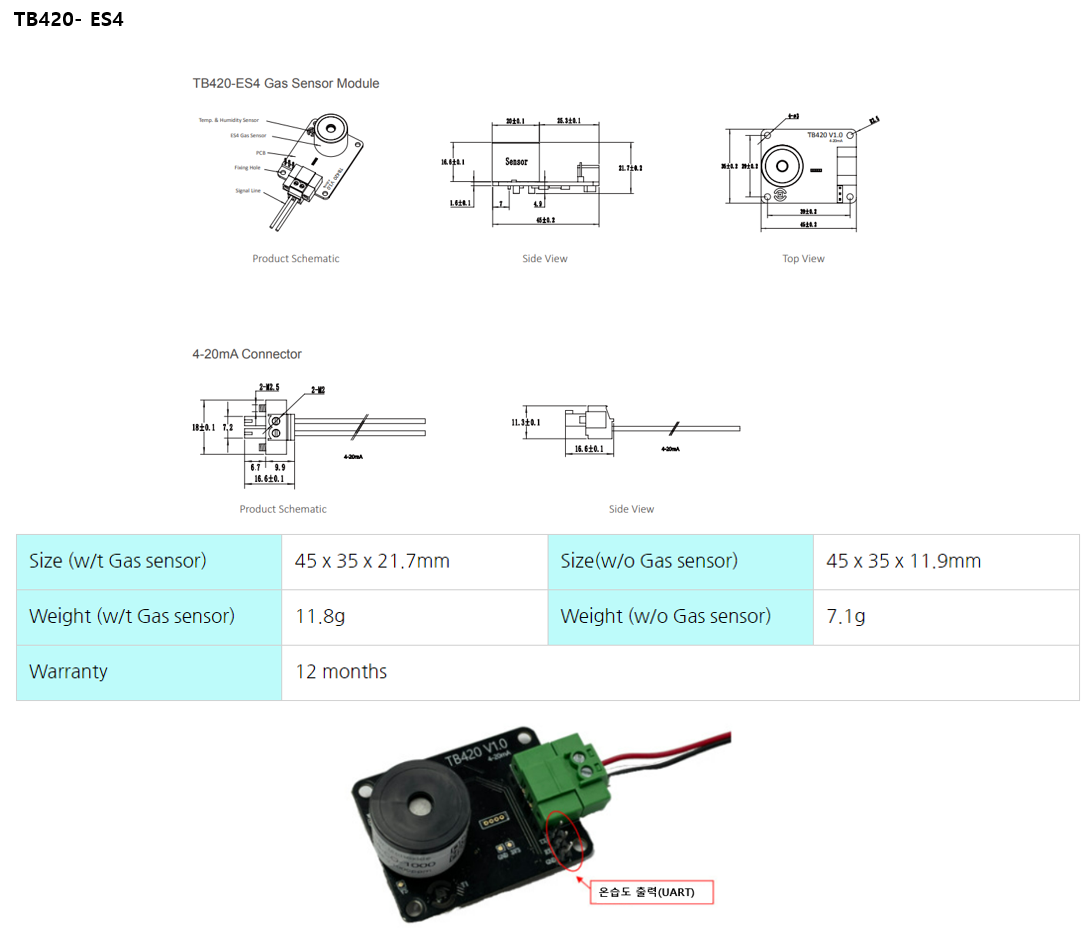 TB420- ES4
TB420-ES4 Gas Sensor Module
Temp. & Humidity Sensor
ES4 Gas Sensor
PCB
Fixing Hole
Signal Line
20±0.1
25.3±0.1
16.6±0.1
Sensor
21.7±0.2
1.6±0.1
7
4.9
45±0.2
4-ø3
TB420 V1.0
4-20mA
35±0.2
29±0.2
39±0.2
45±0.2
Product Schematic
Side View
Top View
4-20mA Connector
2-M2.5
2-M2
18±0.1
7.2
4-20mA
6.7
9.9
16.6±0.1
11.3±0.1
16.6±0.1
4-20mA
Product Schematic
Side View
Size (w/t Gas sensor)
45 x 35 x 21.7mm
Size(w/o Gas sensor)
45 x 35 x 11.9mm
Weight (w/t Gas sensor)
11.8g
Weight (w/o Gas sensor)
7.1g
Warranty
12 months
TB420 V1.0
4-20mA
GND
온습도 출력(UART)